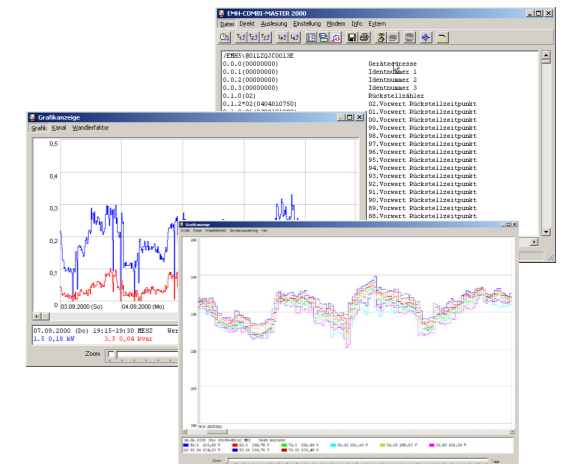 EMH-COMBI-MASTER 2000
Datei Direkt Auslesung Einstellung Modem Info Extern
/EMH5\@01LZQJC0013E
0.0.0(00000000) Geräteadresse
0.0.1(00000000) Identnummer 1
0.0.2(00000000) Identnummer 2
0.0.3(00000000) Identnummer 3
0.1.0(02) Rückstellzähler
0.1.2*02(0404010750) 02.Vorwert Rückstellzeitpunkt
01.Vorwert Rückstellzeitpunkt
00.Vorwert Rückstellzeitpunkt
99.Vorwert Rückstellzeitpunkt
98.Vorwert Rückstellzeitpunkt
97.Vorwert Rückstellzeitpunkt
96.Vorwert Rückstellzeitpunkt
95.Vorwert Rückstellzeitpunkt
94.Vorwert Rückstellzeitpunkt
93.Vorwert Rückstellzeitpunkt
92.Vorwert Rückstellzeitpunkt
91.Vorwert Rückstellzeitpunkt
90.Vorwert Rückstellzeitpunkt
89.Vorwert Rückstellzeitpunkt
88.Vorwert Rückstellzeitpunkt
Grafikanzeige
Grafik Kanal Wandlerfaktor
0,5
0,4
0,3
0,2
0,1
0
03.09.2000 (So) 04.09.2000 (Mo)
07.09.2000 (Do) 19:15-19:30 MESZ Wer
1.5 0,18 kW 3.5 0,04 kvar
Zoom
Grafikanzeige
Zoom